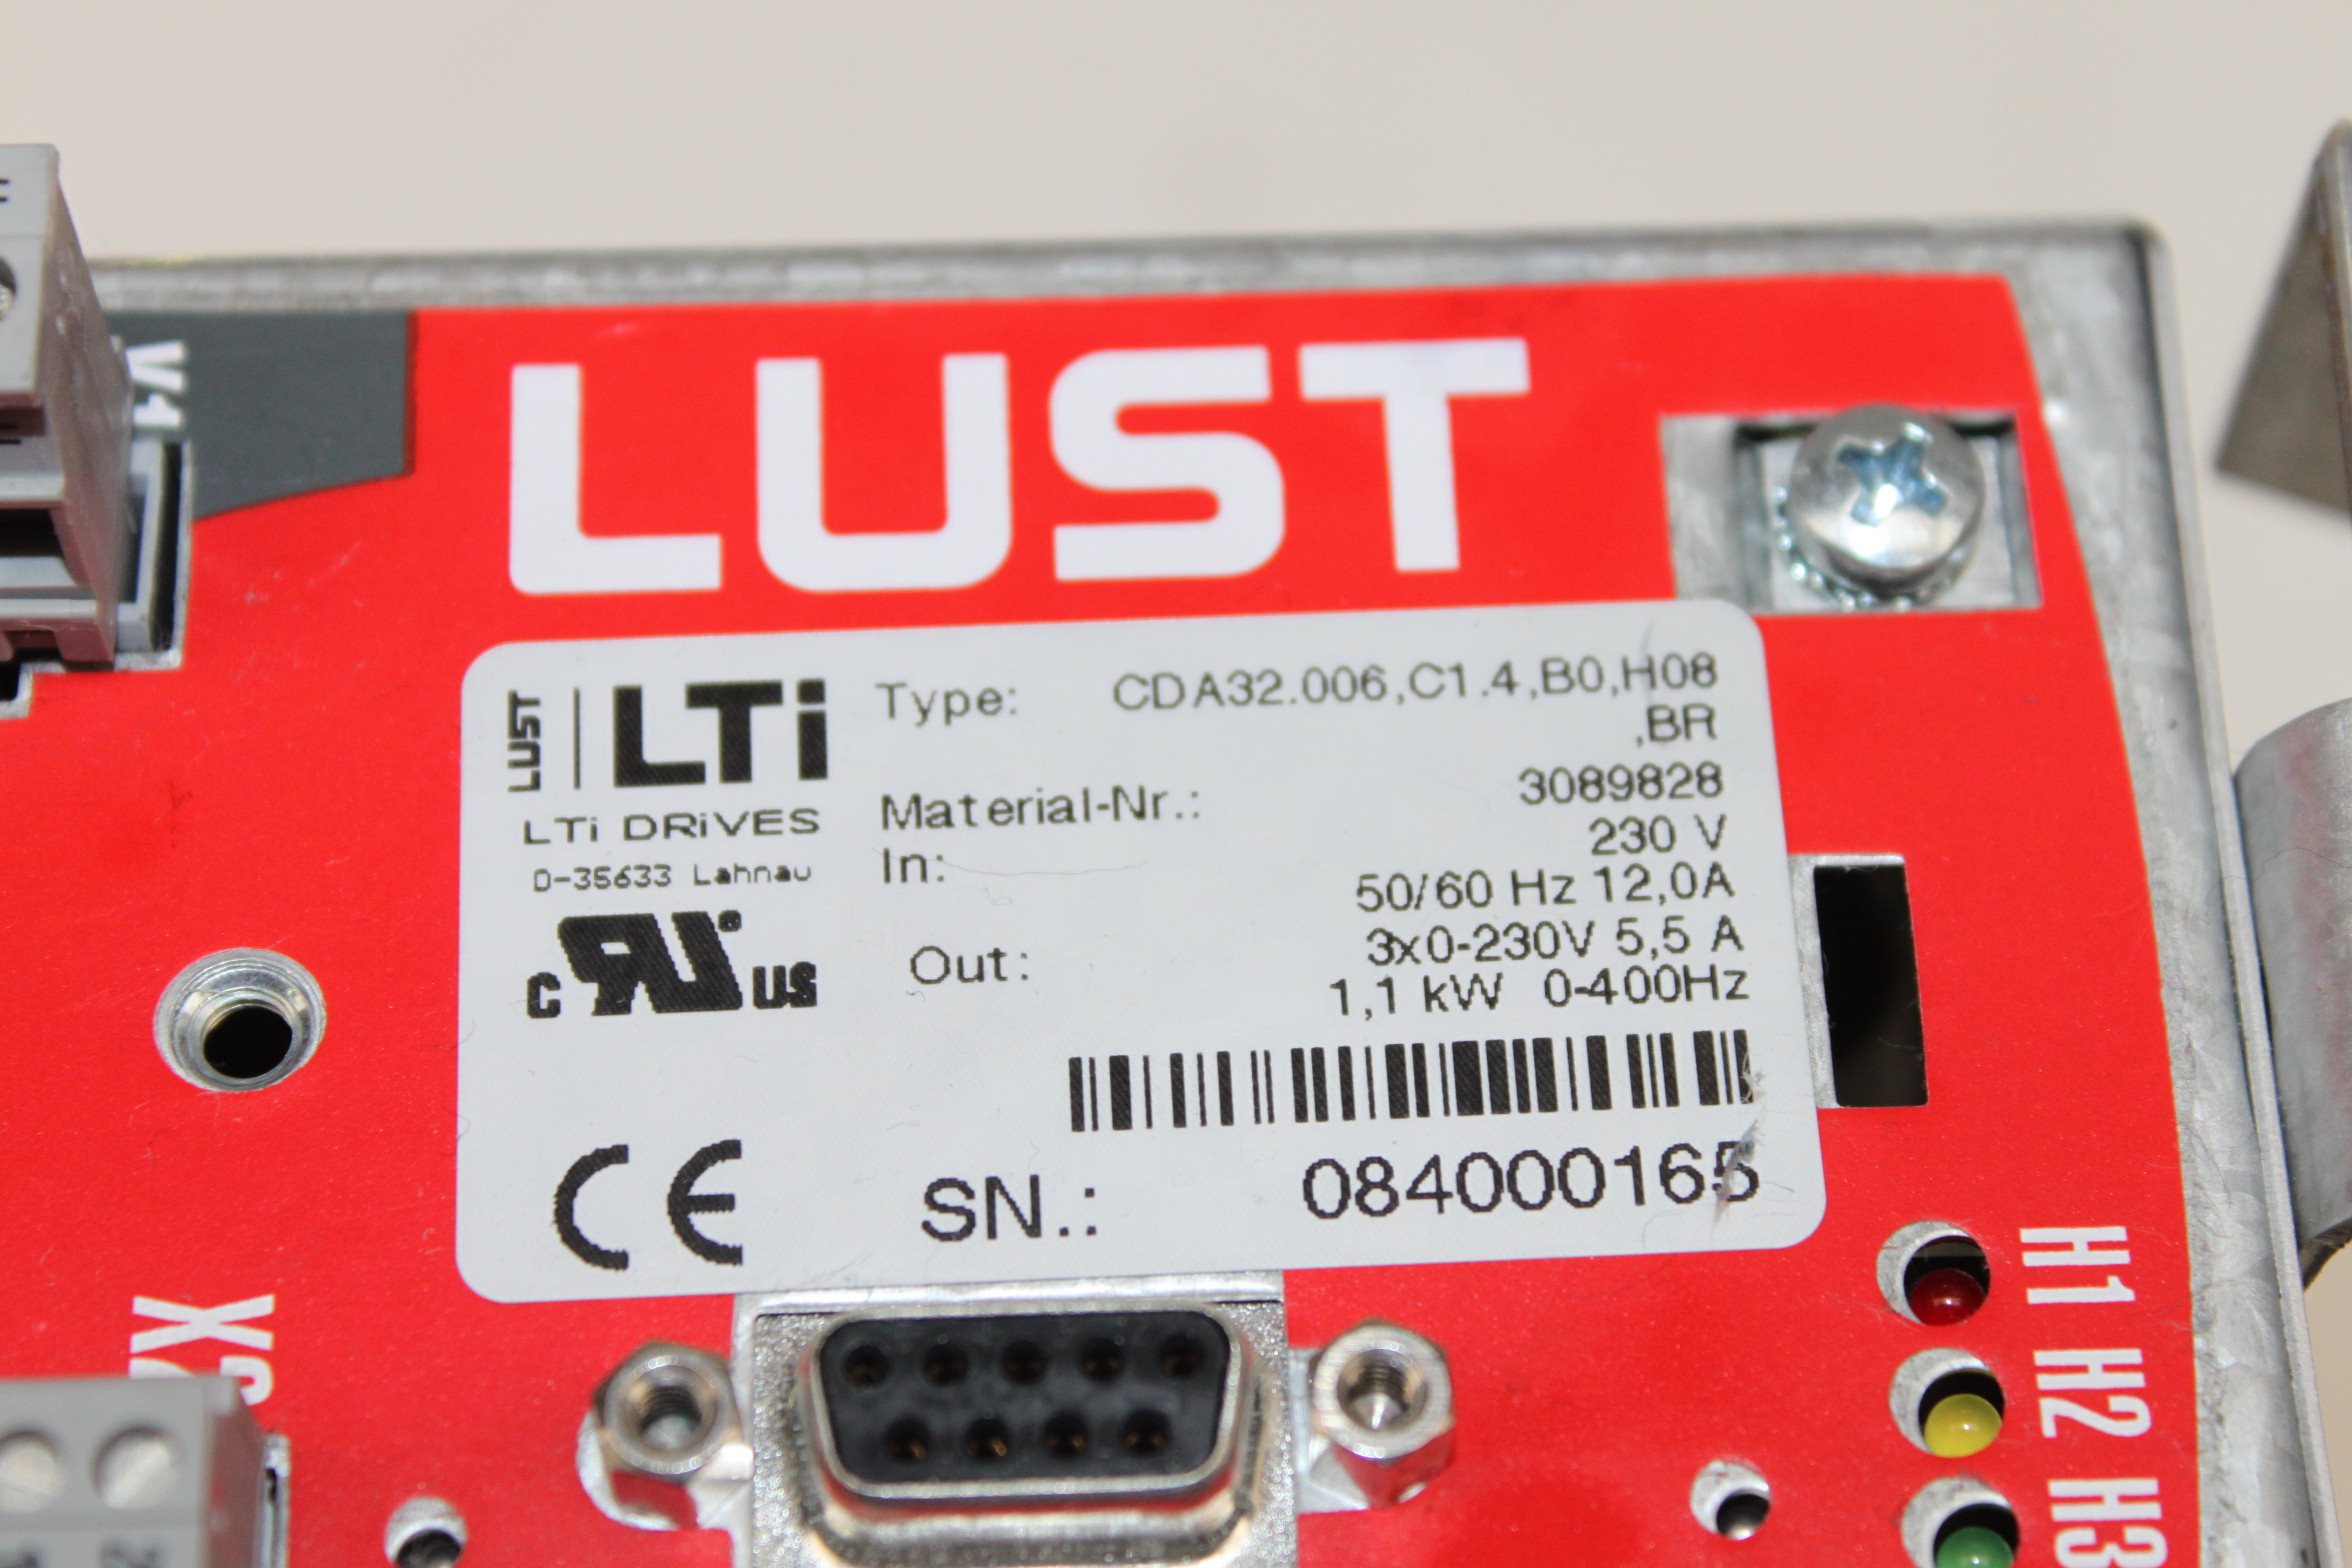 LUST
LUST | LTi
LTi DRiVES
D-35633 Lahnau
c RU US
CE
Type: CDA32.006,C1.4,B0,H08
,BR
Material-Nr.: 3089828
In: 230 V
50/60 Hz 12,0A
Out: 3x0-230V 5,5 A
1,1 kW 0-400Hz
SN.: 084000165
H1 H2 H3